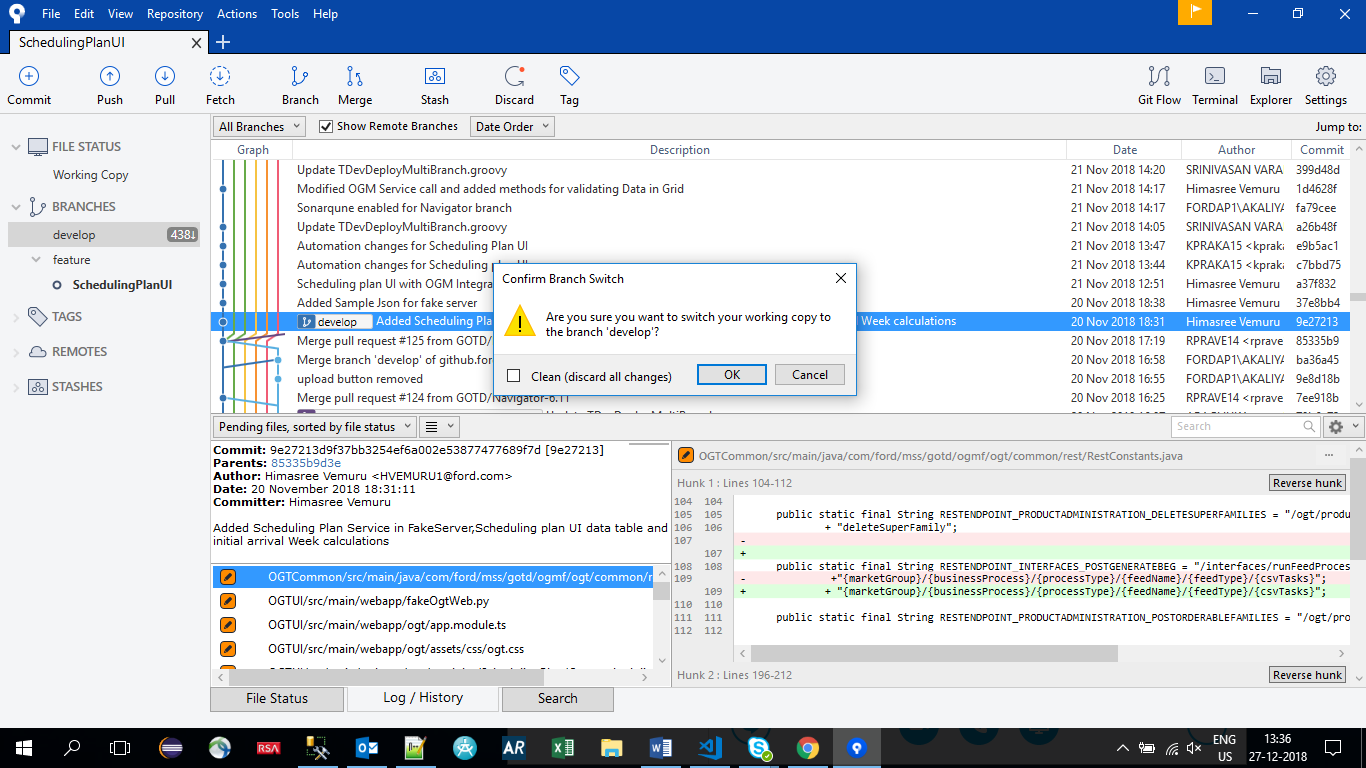 File Edit View Repository Actions Tools Help
SchedulingPlanUI
Commit Push Pull Fetch Branch Merge Stash Discard Tag Git Flow Terminal Explorer Settings
All Branches Show Remote Branches Date Order Jump to:
FILE STATUS
Working Copy
BRANCHES
develop 438↓
feature
SchedulingPlanUI
TAGS
REMOTES
STASHES
Graph Description Date Author Commit
Update TDevDeployMultiBranch.groovy 21 Nov 2018 14:20 SRINIVASAN VARA 399d48d
Modified OGM Service call and added methods for validating Data in Grid 21 Nov 2018 14:17 Himasree Vemuru 1d4628f
Sonarqune enabled for Navigator branch 21 Nov 2018 14:17 FORDAP1\AKALIYA fa79cee
Update TDevDeployMultiBranch.groovy 21 Nov 2018 14:05 SRINIVASAN VARA a26b48f
Automation changes for Scheduling Plan UI 21 Nov 2018 13:47 KPRAKA15 <kpraka e9b5ac1
Automation changes for Scheduling p 21 Nov 2018 13:44 KPRAKA15 <kpraka c7bbd75
Scheduling plan UI with OGM Integra 21 Nov 2018 12:51 Himasree Vemuru a37f832
Added Sample Json for fake server 20 Nov 2018 18:38 Himasree Vemuru 37e8bb4
develop Added Scheduling Pla Week calculations 20 Nov 2018 18:31 Himasree Vemuru 9e27213
Merge pull request #125 from GOTD/ 20 Nov 2018 17:19 RPRAVE14 <rprave 85335b9
Merge branch 'develop' of github.for 20 Nov 2018 16:58 FORDAP1\AKALIYA ba36a45
upload button removed 20 Nov 2018 16:55 FORDAP1\AKALIYA 9e8d18b
Merge pull request #124 from GOTD/Navigator-6.11 20 Nov 2018 16:25 RPRAVE14 <rprave 7ee918b
Confirm Branch Switch
Are you sure you want to switch your working copy to
the branch 'develop'?
Clean (discard all changes) OK Cancel
Pending files, sorted by file status Search
Commit: 9e27213d9f37bb3254ef6a002e53877477689f7d [9e27213]
Parents: 85335b9d3e
Author: Himasree Vemuru <HVEMURU1@ford.com>
Date: 20 November 2018 18:31:11
Committer: Himasree Vemuru
Added Scheduling Plan Service in FakeServer,Scheduling plan UI data table and
initial arrival Week calculations
OGTCommon/src/main/java/com/ford/mss/gotd/ogmf/ogt/common/r
OGTUI/src/main/webapp/fakeOgtWeb.py
OGTUI/src/main/webapp/ogt/app.module.ts
OGTUI/src/main/webapp/ogt/assets/css/ogt.css
OGTCommon/src/main/java/com/ford/mss/gotd/ogmf/ogt/common/rest/RestConstants.java ...
Hunk 1 : Lines 104-112 Reverse hunk
104 104
105 105 public static final String RESTENDPOINT_PRODUCTADMINISTRATION_DELETESUPERFAMILIES = "/ogt/produ
106 106 + "deleteSuperFamily";
107 -
107 +
108 108 public static final String RESTENDPOINT_INTERFACES_POSTGENERATEBEG = "/interfaces/runFeedProces
109 - +"{marketGroup}/{businessProcess}/{processType}/{feedName}/{feedType}/{csvTasks}";
109 + + "{marketGroup}/{businessProcess}/{processType}/{feedName}/{feedType}/{csvTasks}";
110 110
111 111 public static final String RESTENDPOINT_PRODUCTADMINISTRATION_POSTORDERABLEFAMILIES = "/ogt/pro
112 112
Hunk 2 : Lines 196-212 Reverse hunk
File Status Log / History Search
RSA AR ENG
US
13:36
27-12-2018